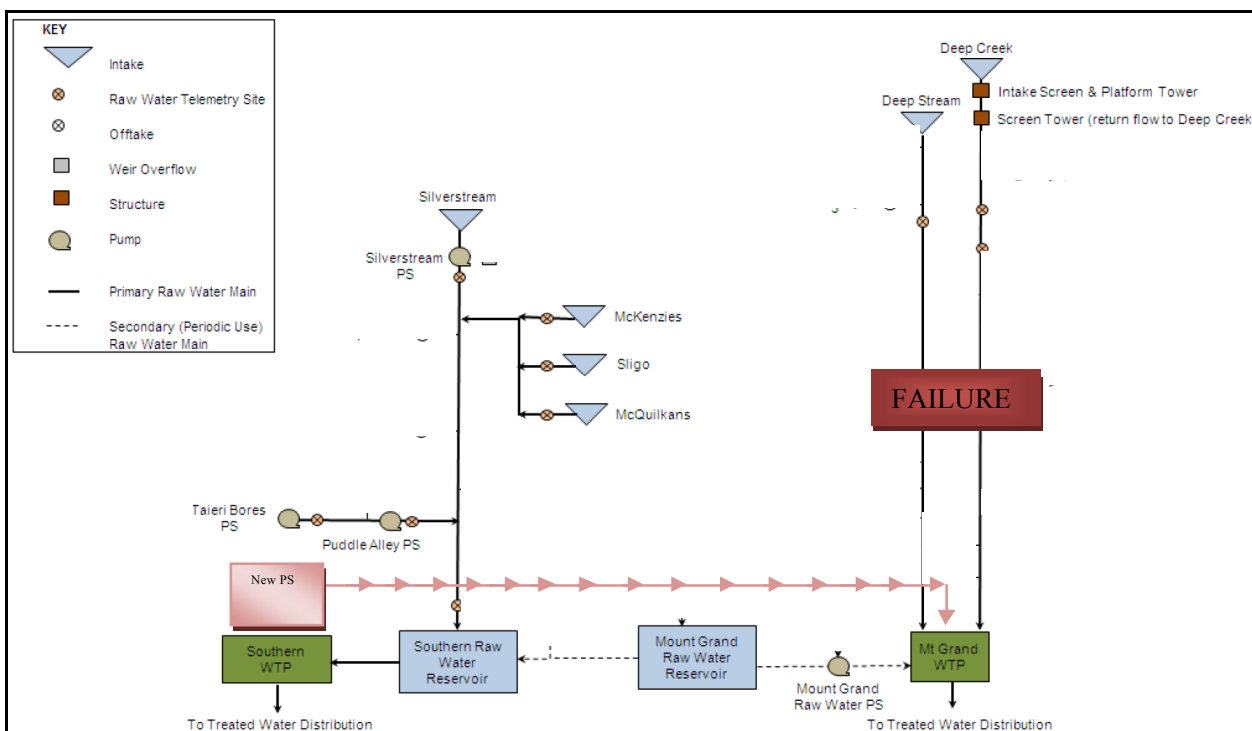 KEY
Intake
Raw Water Telemetry Site
Offtake
Weir Overflow
Structure
Pump
Primary Raw Water Main
Secondary (Periodic Use)
Raw Water Main
Deep Creek
Intake Screen & Platform Tower
Deep Stream
Screen Tower (return flow to Deep Creek
Silverstream
Silverstream
PS
McKenzies
Sligo
McQuilkans
FAILURE
Taieri Bores
PS
Puddle Alley PS
New PS
Southern
WTP
Southern Raw
Water
Reservoir
Mount Grand
Raw Water
Reservoir
Mt Grand
WTP
Mount Grand
Raw Water PS
To Treated Water Distribution
To Treated Water Distribution